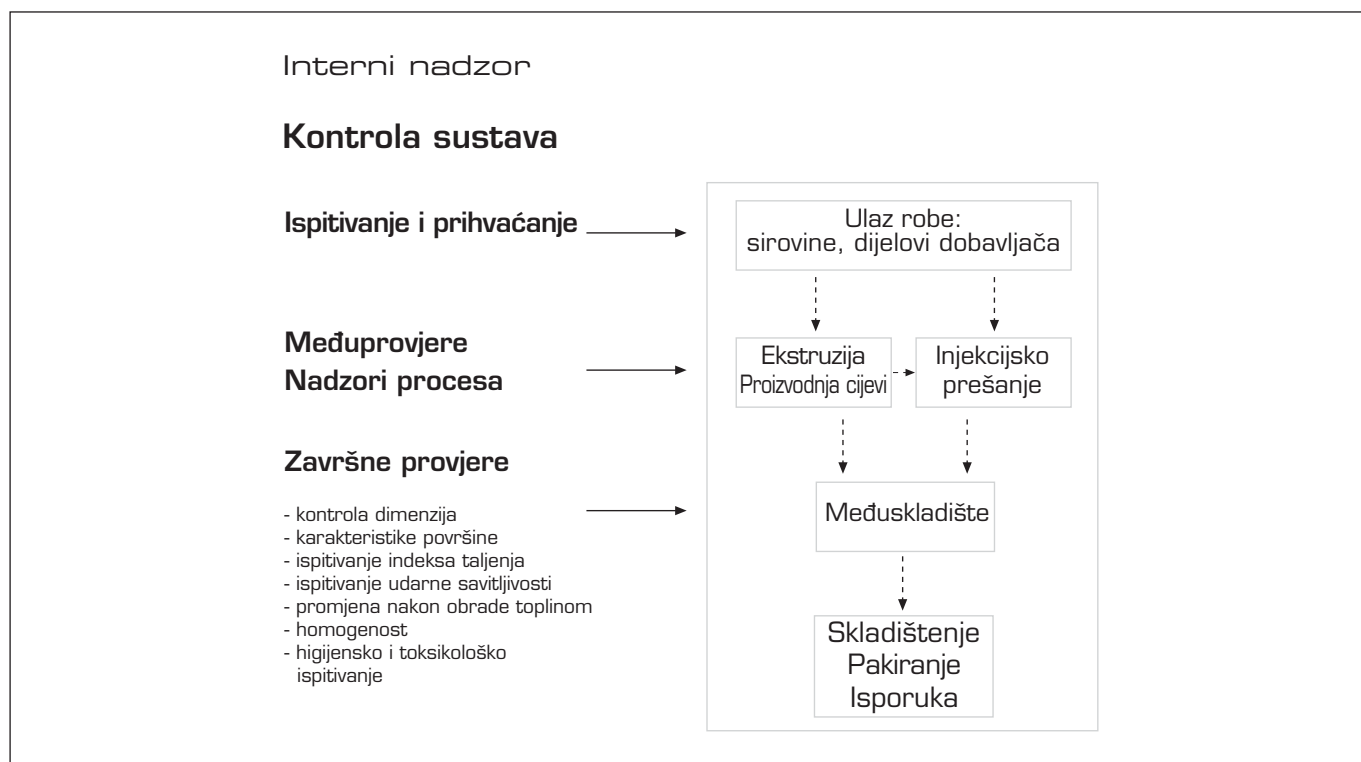 Interni nadzor
Kontrola sustava
Ispitivanje i prihvaćanje
Ulaz robe:
sirovine, dijelovi dobavljača
Međuprovjere
Nadzori procesa
Ekstruzija
Proizvodnja cijevi
Injekcijsko
prešanje
Završne provjere
- kontrola dimenzija
- karakteristike površine
- ispitivanje indeksa taljenja
- ispitivanje udarne savitljivosti
- promjena nakon obrade toplinom
- homogenost
- higijensko i toksikološko
ispitivanje
Međuskladište
Skladištenje
Pakiranje
Isporuka